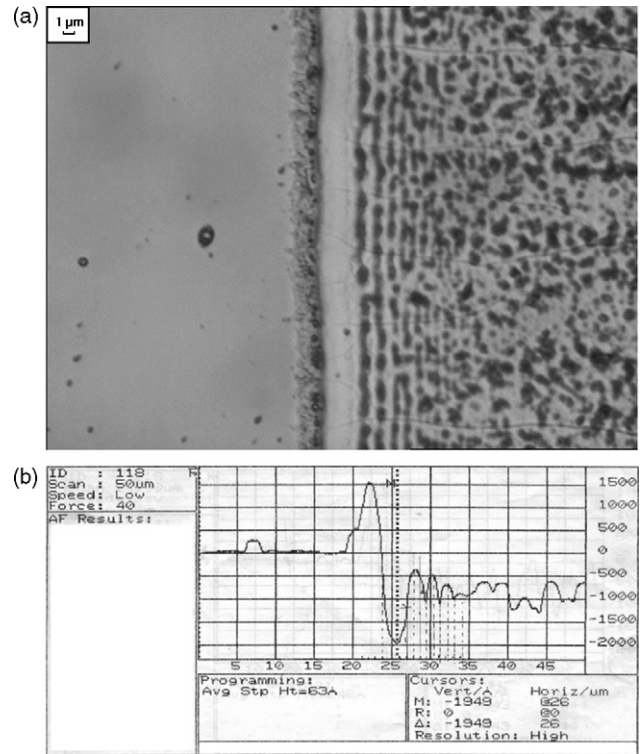 (a)
1 µm
(b)
ID : 118
Scan : 50um
Speed: Low
Force: 40
AF Results:
M
1500
1000
500
0
-500
-1000
-1500
-2000
5 10 15 20 25 30 35 40 45
Programming:
Avg Stp Ht=63A
Cursors:
Vert/A Horiz/um
M: -1949 @26
R: 0 @0
Δ: -1949 26
Resolution: High